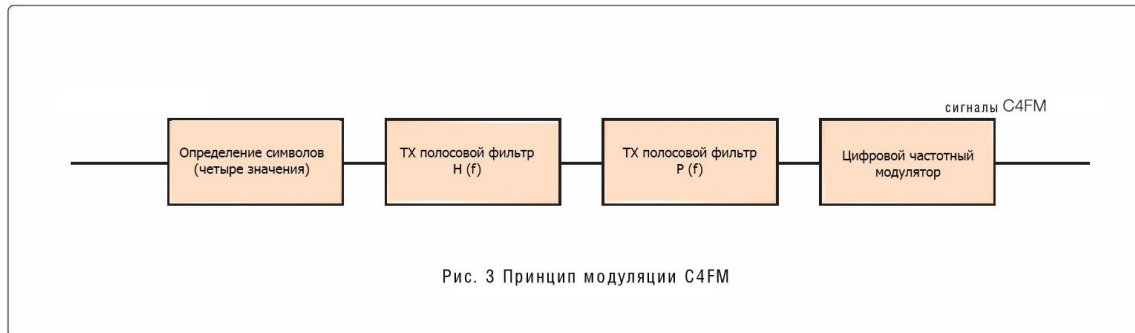 сигналы C4FM
Определение символов
(четыре значения)
TX полосовой фильтр
H (f)
TX полосовой фильтр
P (f)
Цифровой частотный
модулятор
Рис. 3 Принцип модуляции C4FM